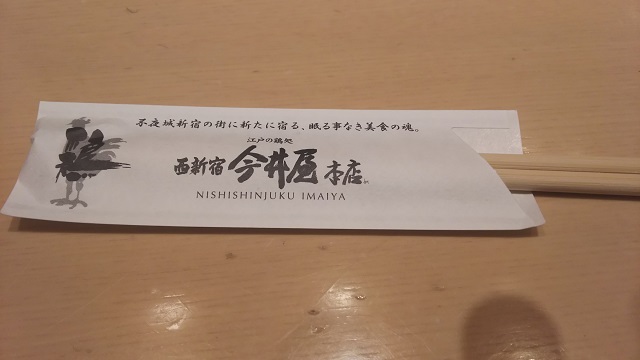 不夜城新宿の街に新たに宿る、眠る事なき美食の魂。
江戸の鶏処
西新宿 今井屋 本店
NISHISHINJUKU IMAIYA